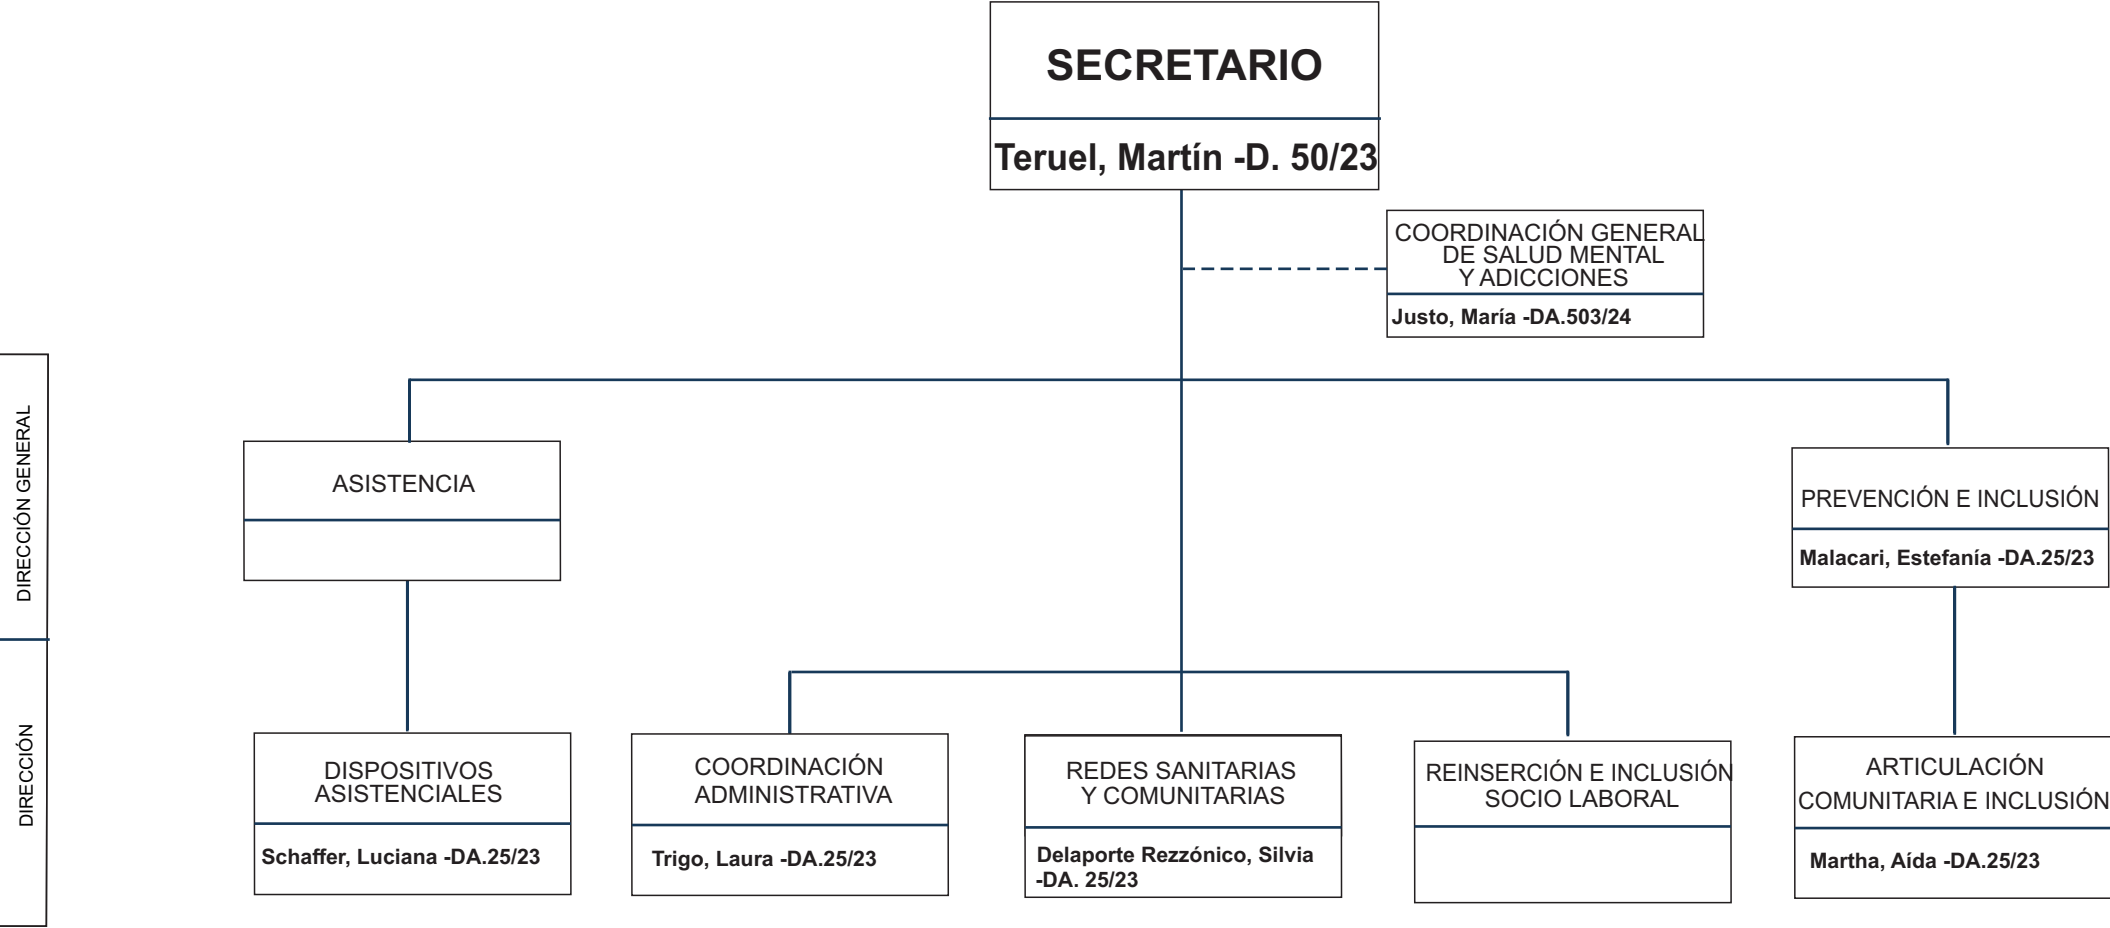 SECRETARIO
Teruel, Martín -D. 50/23
COORDINACIÓN GENERAL
DE SALUD MENTAL
Y ADICCIONES
Justo, María -DA.503/24
DIRECCIÓN GENERAL
ASISTENCIA
PREVENCIÓN E INCLUSIÓN
Malacari, Estefanía -DA.25/23
DIRECCIÓN
DISPOSITIVOS
ASISTENCIALES
Schaffer, Luciana -DA.25/23
COORDINACIÓN
ADMINISTRATIVA
Trigo, Laura -DA.25/23
REDES SANITARIAS
Y COMUNITARIAS
Delaporte Rezzónico, Silvia
-DA. 25/23
REINSERCIÓN E INCLUSIÓN
SOCIO LABORAL
ARTICULACIÓN
COMUNITARIA E INCLUSIÓN
Martha, Aída -DA.25/23